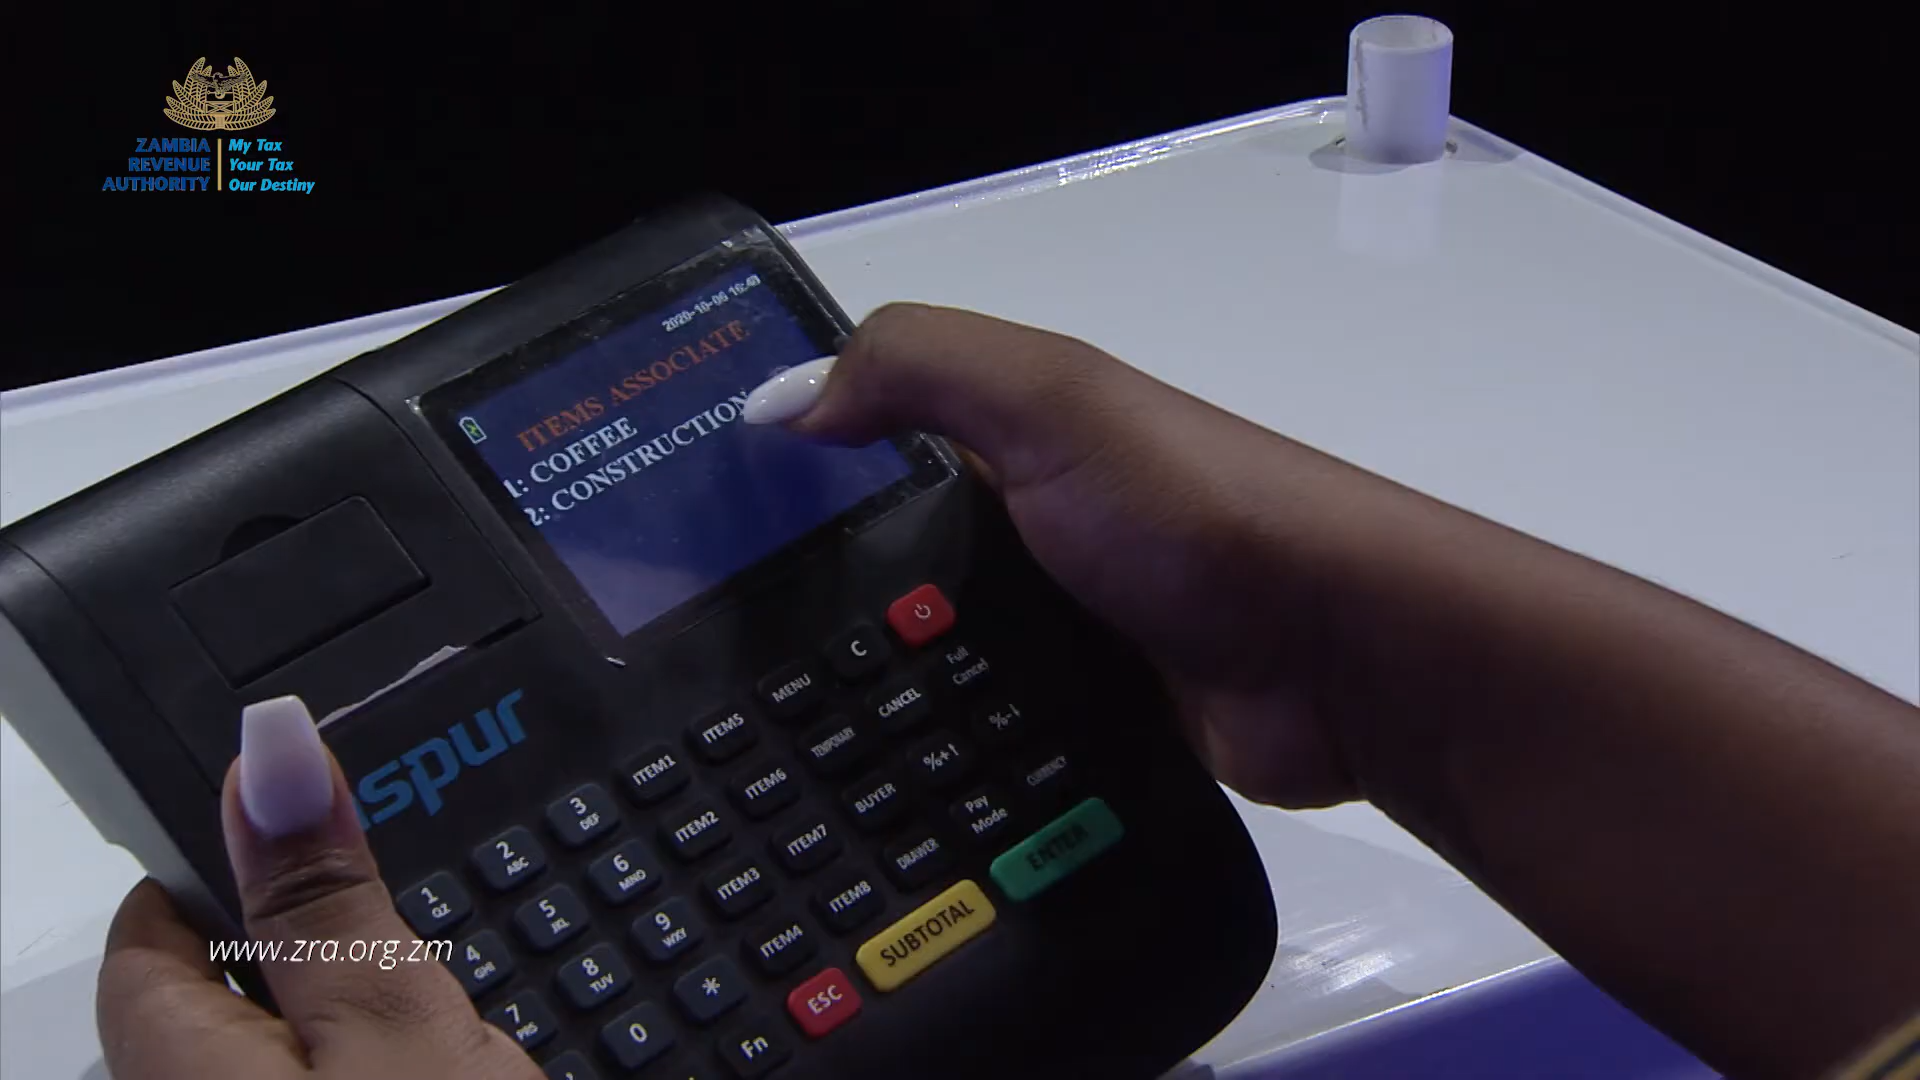 ZAMBIA
REVENUE
AUTHORITY
My Tax
Your Tax
Our Destiny
2020-10-06 16:43
ITEMS ASSOCIATE
1: COFFEE
2: CONSTRUCTION
spur
MENU
C
Full Cancel
ITEM1
ITEM5
TEMPORARY
CANCEL
%-
1 QZ
2 ABC
3 DEF
ITEM2
ITEM6
BUYER
%+
CURRENCY
4 GHI
5 JKL
6 MNO
ITEM3
ITEM7
DRAWER
Pay Mode
7 PRS
8 TUV
9 WXY
ITEM4
ITEM8
SUBTOTAL
ENTER
0
*
ESC
Fn
www.zra.org.zm